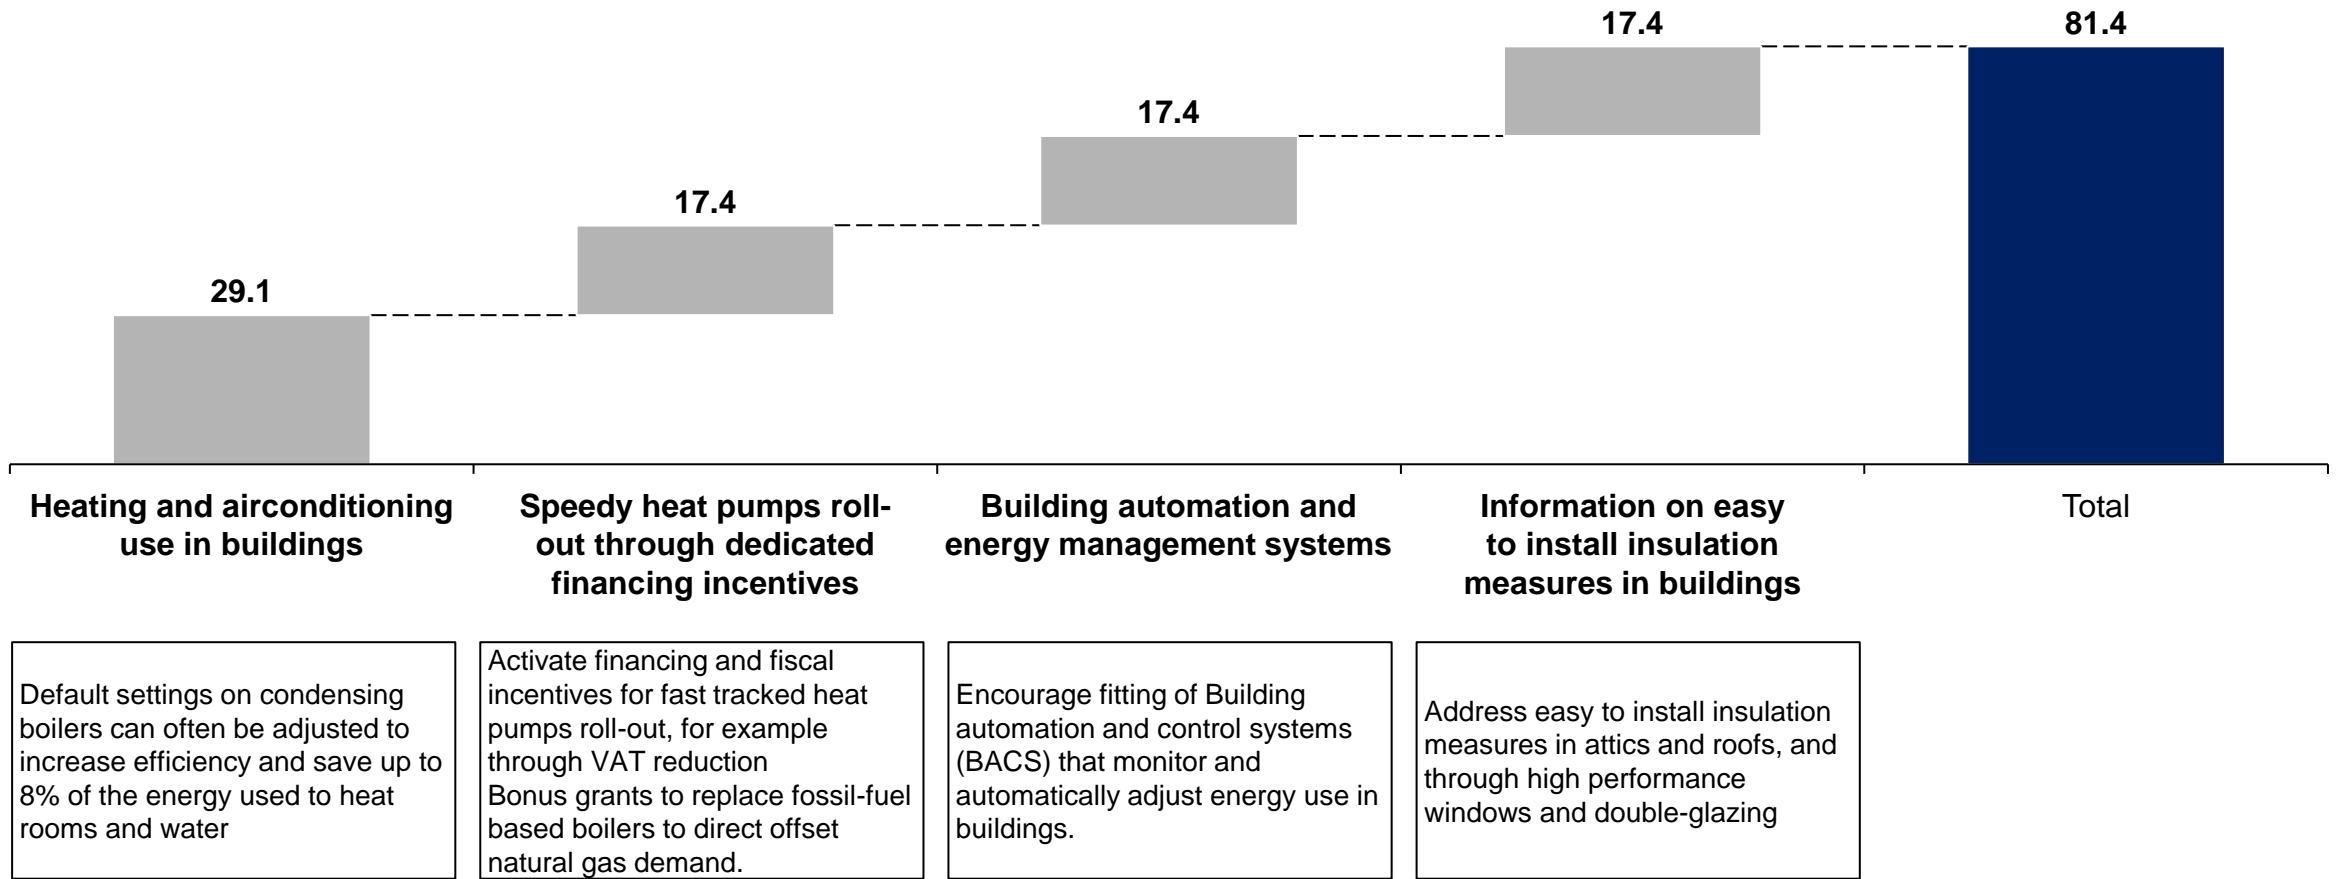 17.4
81.4
17.4
17.4
29.1
Heating and airconditioning
use in buildings
Speedy heat pumps roll-
out through dedicated
financing incentives
Building automation and
energy management systems
Information on easy
to install insulation
measures in buildings
Total
Default settings on condensing
boilers can often be adjusted to
increase efficiency and save up to
8% of the energy used to heat
rooms and water
Activate financing and fiscal
incentives for fast tracked heat
pumps roll-out, for example
through VAT reduction
Bonus grants to replace fossil-fuel
based boilers to direct offset
natural gas demand.
Encourage fitting of Building
automation and control systems
(BACS) that monitor and
automatically adjust energy use in
buildings.
Address easy to install insulation
measures in attics and roofs, and
through high performance
windows and double-glazing